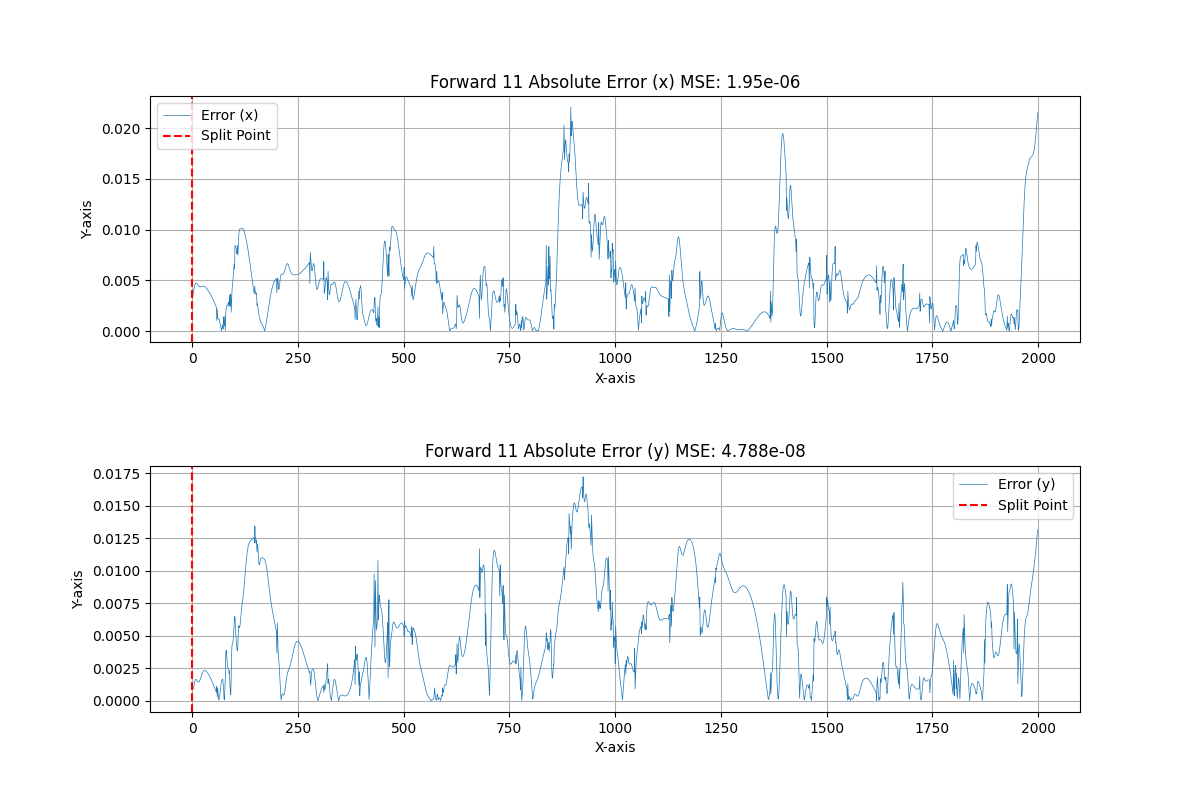 Forward 11 Absolute Error (x) MSE: 1.95e-06
Error (x)
Split Point
Y-axis
0.020
0.015
0.010
0.005
0.000
0 250 500 750 1000 1250 1500 1750 2000
X-axis
Forward 11 Absolute Error (y) MSE: 4.788e-08
Error (y)
Split Point
Y-axis
0.0175
0.0150
0.0125
0.0100
0.0075
0.0050
0.0025
0.0000
0 250 500 750 1000 1250 1500 1750 2000
X-axis